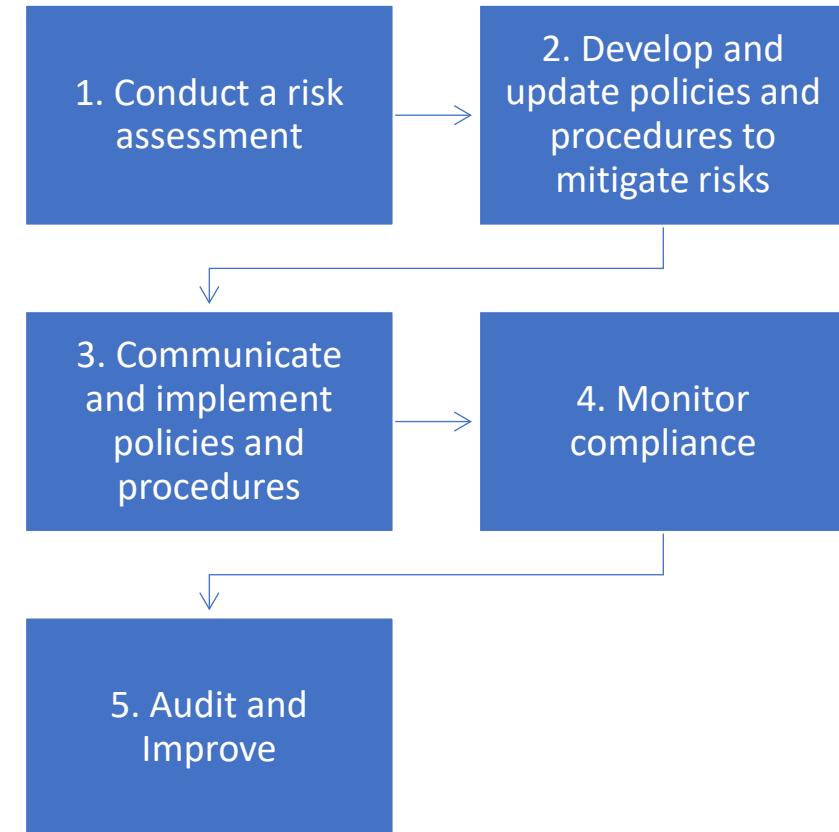 1. Conduct a risk
assessment
2. Develop and
update policies and
procedures to
mitigate risks
3. Communicate
and implement
policies and
procedures
4. Monitor
compliance
5. Audit and
Improve